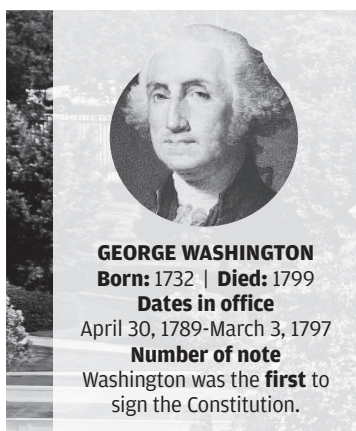 GEORGE WASHINGTON
Born: 1732 | Died: 1799
Dates in office
April 30, 1789-March 3, 1797
Number of note
Washington was the first to
sign the Constitution.